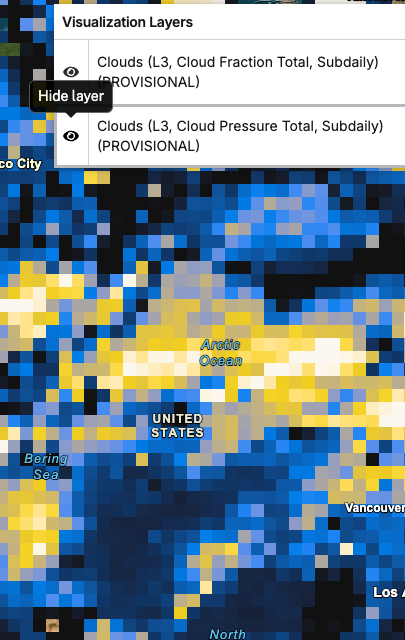 Visualization Layers
Clouds (L3, Cloud Fraction Total, Subdaily)
(PROVISIONAL)
Hide layer
Clouds (L3, Cloud Pressure Total, Subdaily)
(PROVISIONAL)
co City
Arctic
Ocean
UNITED
STATES
Bering
Sea
Vancouver
Los A
North